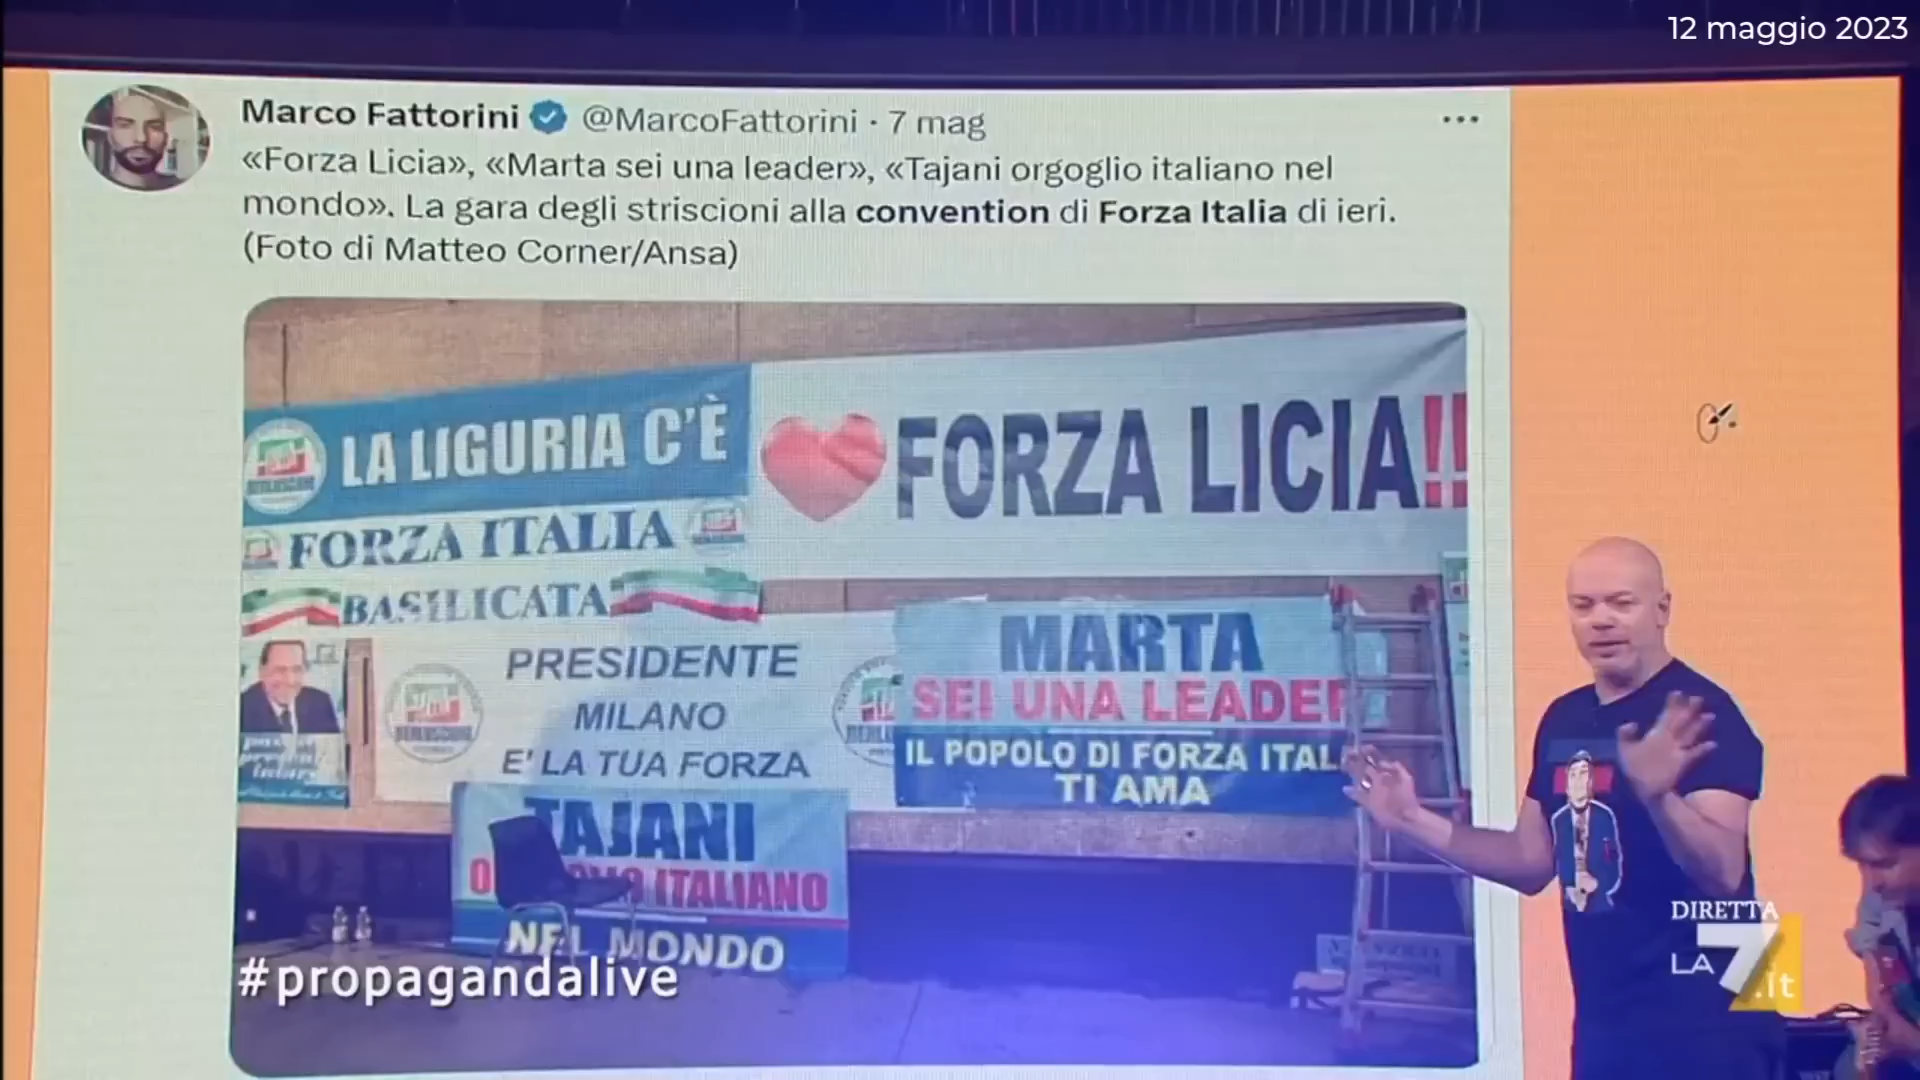 12 maggio 2023
Marco Fattorini @MarcoFattorini · 7 mag
«Forza Licia», «Marta sei una leader», «Tajani orgoglio italiano nel
mondo». La gara degli striscioni alla convention di Forza Italia di ieri.
(Foto di Matteo Corner/Ansa)
LA LIGURIA C'È
FORZA LICIA!!
FORZA ITALIA
BASILICATA
PRESIDENTE
MILANO
E' LA TUA FORZA
MARTA
SEI UNA LEADER
IL POPOLO DI FORZA ITAL
TI AMA
BERLUSCONI
TAJANI
ITALIANO
NEL MONDO
#propagandalive
DIRETTA
LA7.it